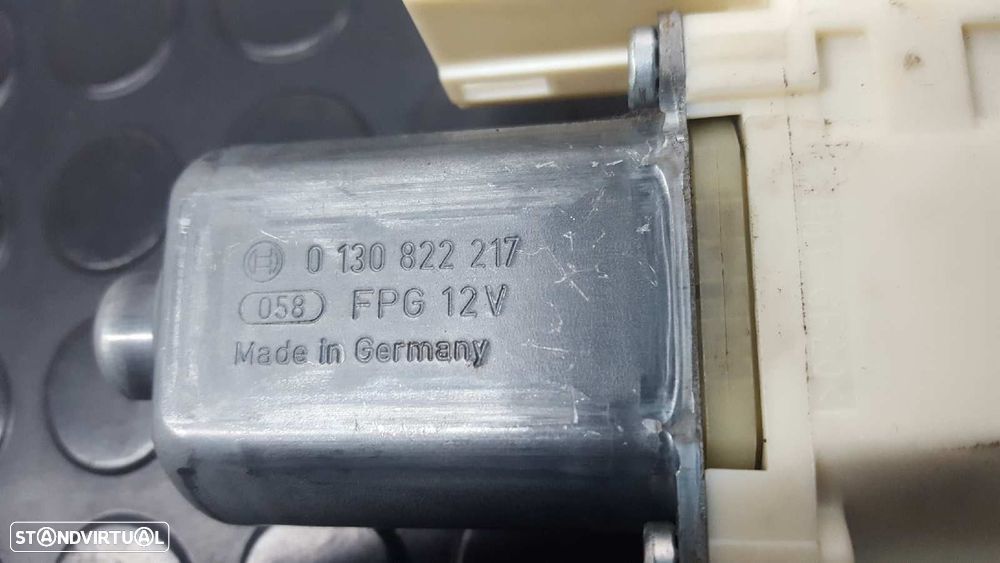 0 130 822 217
058 FPG 12V
Made in Germany
STANDVIRTUAL